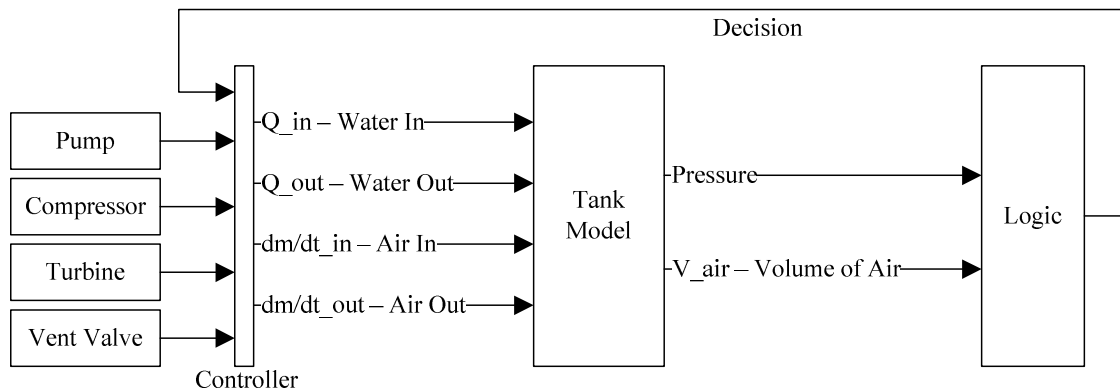 Decision
Pump
Compressor
Turbine
Vent Valve
Controller
Q_in – Water In
Q_out – Water Out
dm/dt_in – Air In
dm/dt_out – Air Out
Tank
Model
Pressure
V_air – Volume of Air
Logic